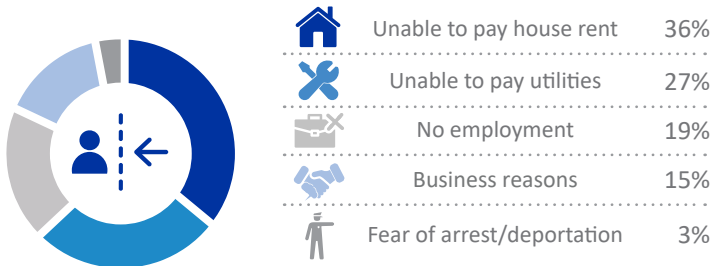 Unable to pay house rent 36%
Unable to pay utilities 27%
No employment 19%
Business reasons 15%
Fear of arrest/deportation 3%